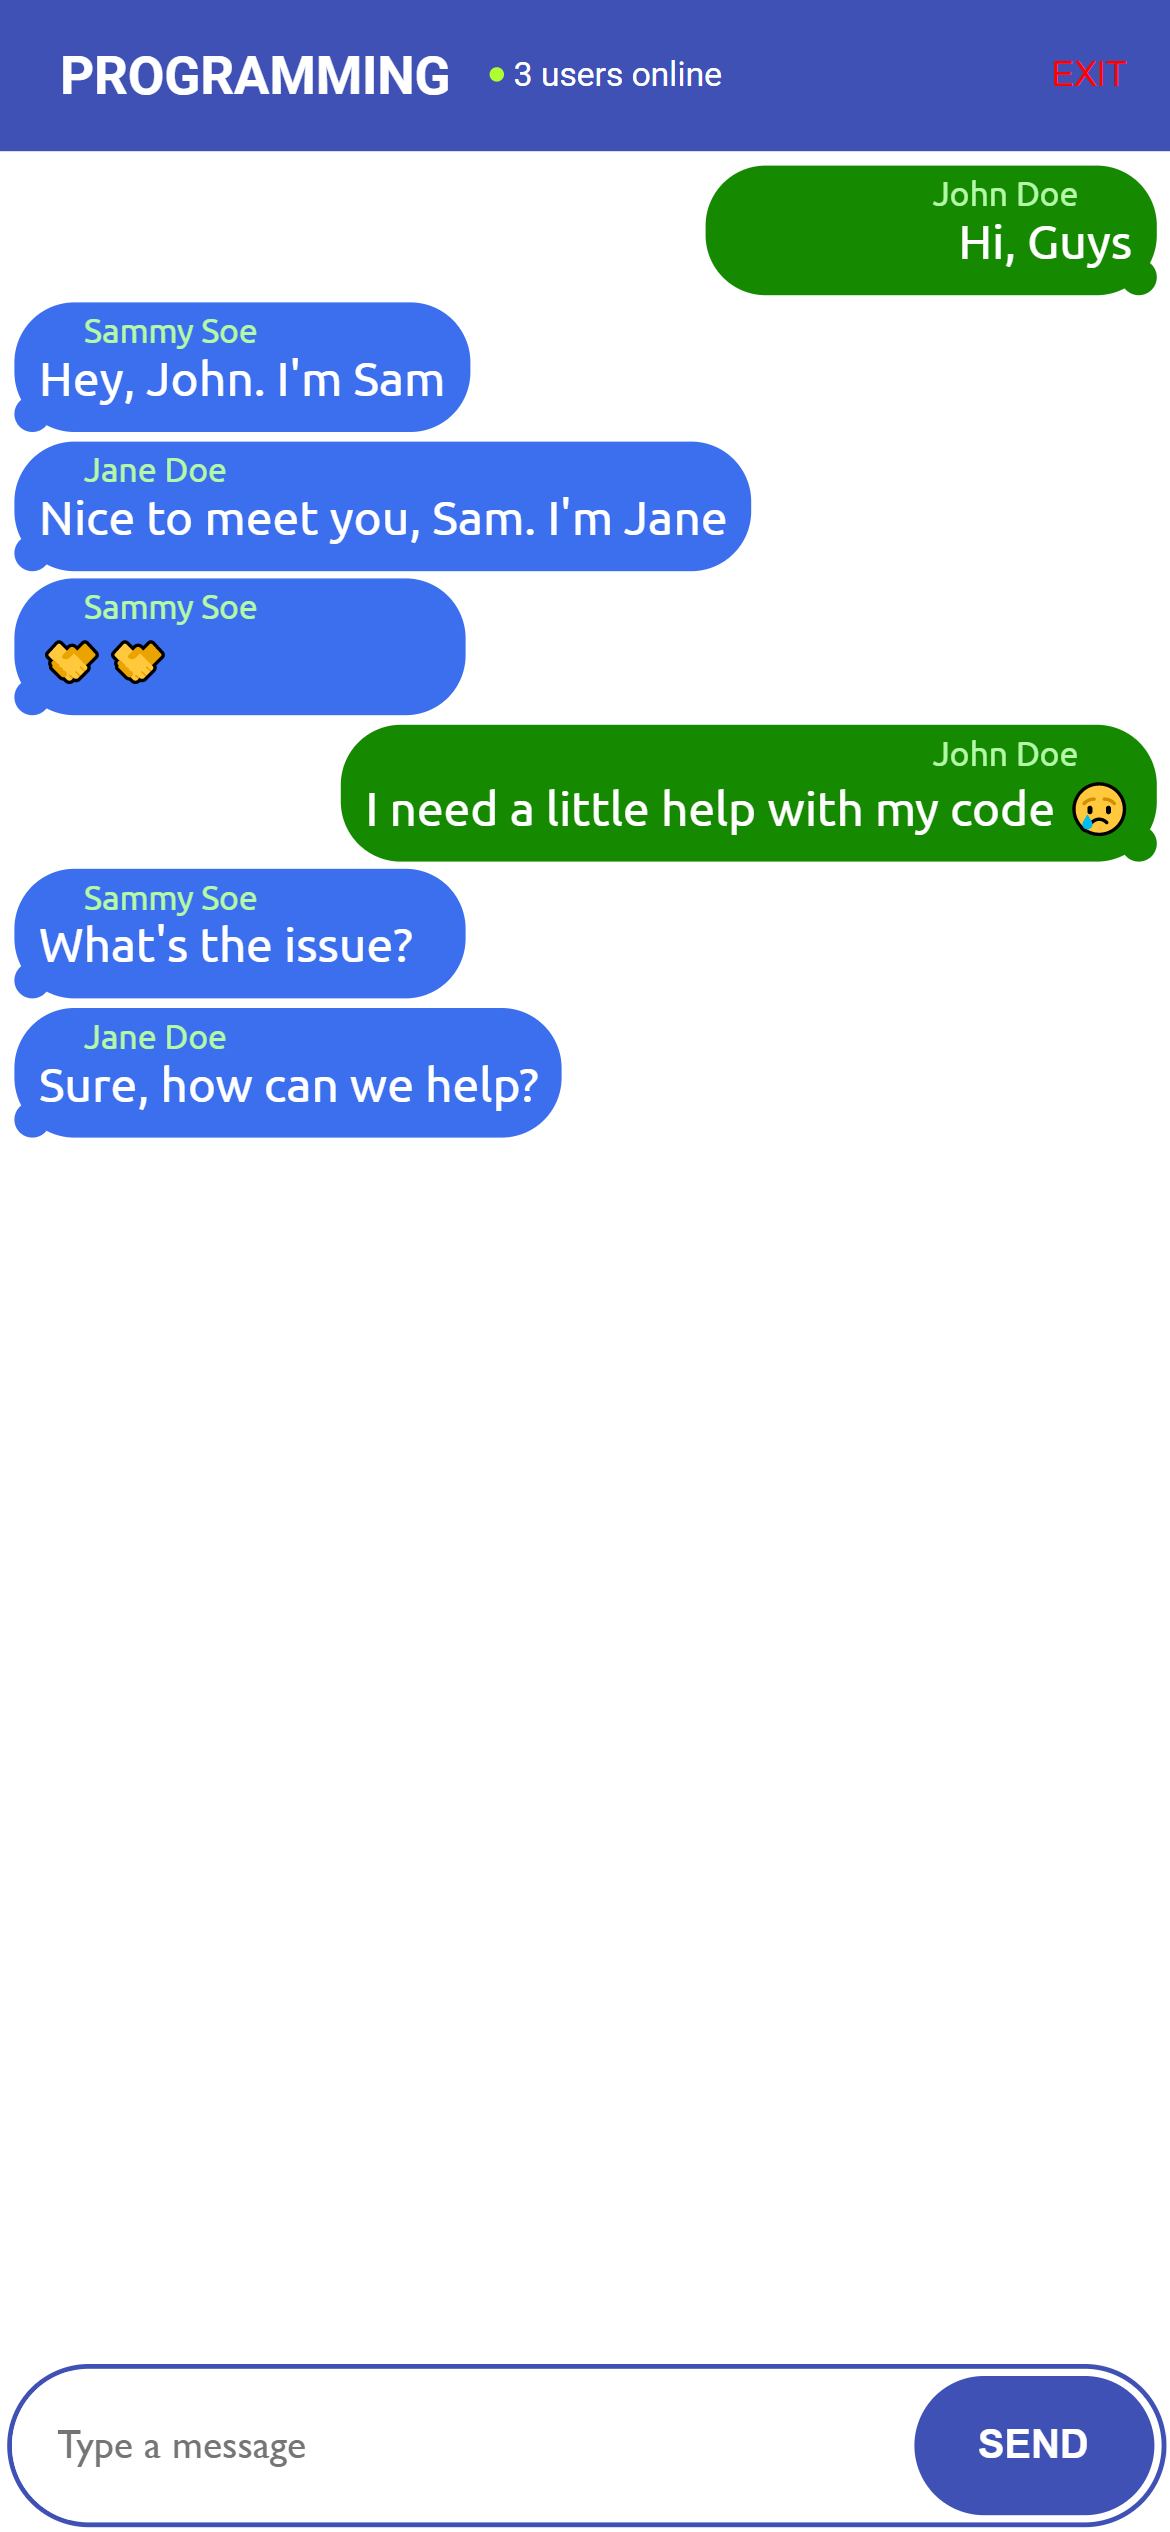 PROGRAMMING
3 users online
EXIT
John Doe
Hi, Guys
Sammy Soe
Hey, John. I'm Sam
Jane Doe
Nice to meet you, Sam. I'm Jane
Sammy Soe
🤝 🤝
John Doe
I need a little help with my code 😢
Sammy Soe
What's the issue?
Jane Doe
Sure, how can we help?
Type a message
SEND